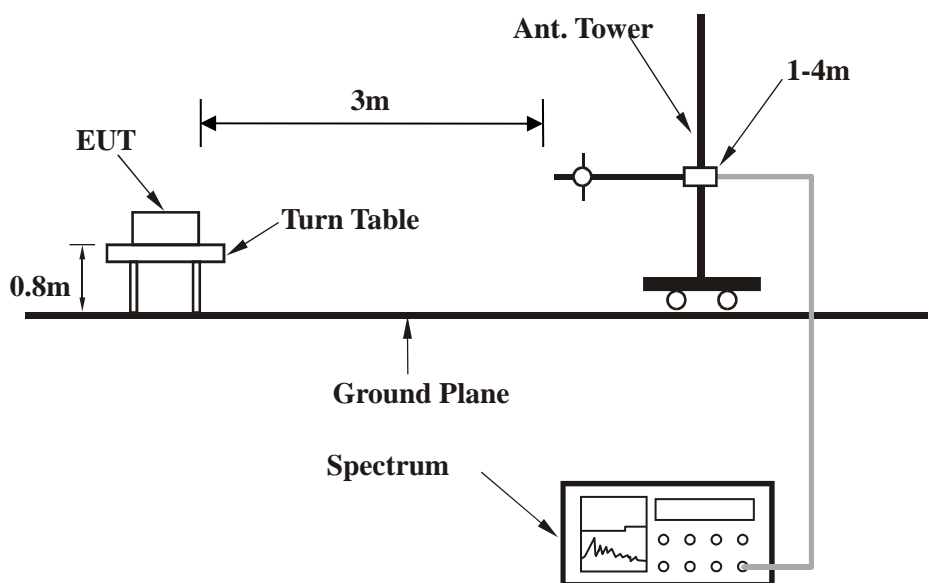 Ant. Tower
1-4m
3m
EUT
Turn Table
0.8m
Ground Plane
Spectrum